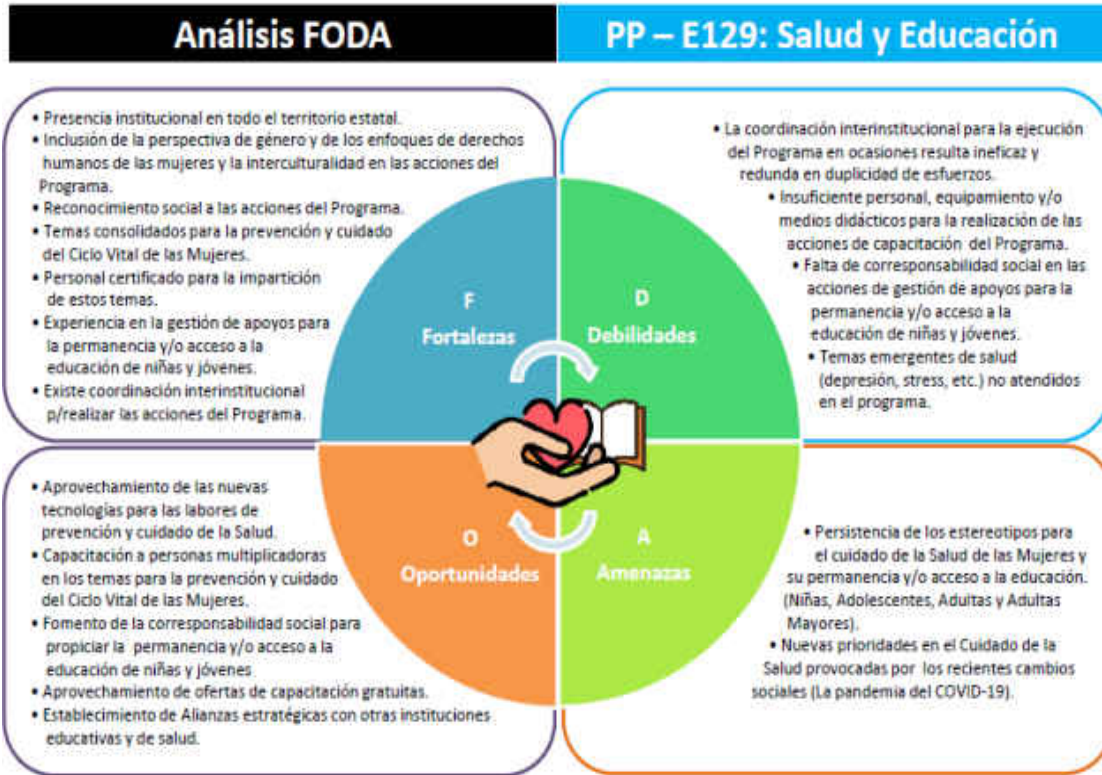 Análisis FODA
PP – E129: Salud y Educación
• Presencia institucional en todo el territorio estatal.
• Inclusión de la perspectiva de género y de los enfoques de derechos
humanos de las mujeres y la interculturalidad en las acciones del
Programa.
• Reconocimiento social a las acciones del Programa.
• Temas consolidados para la prevención y cuidado
del Ciclo Vital de las Mujeres.
• Personal certificado para la impartición
de estos temas.
• Experiencia en la gestión de apoyos para
la permanencia y/o acceso a la
educación de niñas y jóvenes.
• Existe coordinación interinstitucional
p/realizar las acciones del Programa.
F
Fortalezas
D
Debilidades
• La coordinación interinstitucional para la ejecución
del Programa en ocasiones resulta ineficaz y
redunda en duplicidad de esfuerzos.
• Insuficiente personal, equipamiento y/o
medios didácticos para la realización de las
acciones de capacitación del Programa.
• Falta de corresponsabilidad social en las
acciones de gestión de apoyos para la
permanencia y/o acceso a la
educación de niñas y jóvenes.
• Temas emergentes de salud
(depresión, stress, etc.) no atendidos
en el programa.
• Aprovechamiento de las nuevas
tecnologías para las labores de
prevención y cuidado de la Salud.
• Capacitación a personas multiplicadoras
en los temas para la prevención y cuidado
del Ciclo Vital de las Mujeres.
• Fomento de la corresponsabilidad social para
propiciar la permanencia y/o acceso a la
educación de niñas y jóvenes
• Aprovechamiento de ofertas de capacitación gratuitas.
• Establecimiento de Alianzas estratégicas con otras instituciones
educativas y de salud.
O
Oportunidades
A
Amenazas
• Persistencia de los estereotipos para
el cuidado de la Salud de las Mujeres y
su permanencia y/o acceso a la educación.
(Niñas, Adolescentes, Adultas y Adultas
Mayores).
• Nuevas prioridades en el Cuidado de la
Salud provocadas por los recientes cambios
sociales (La pandemia del COVID-19).